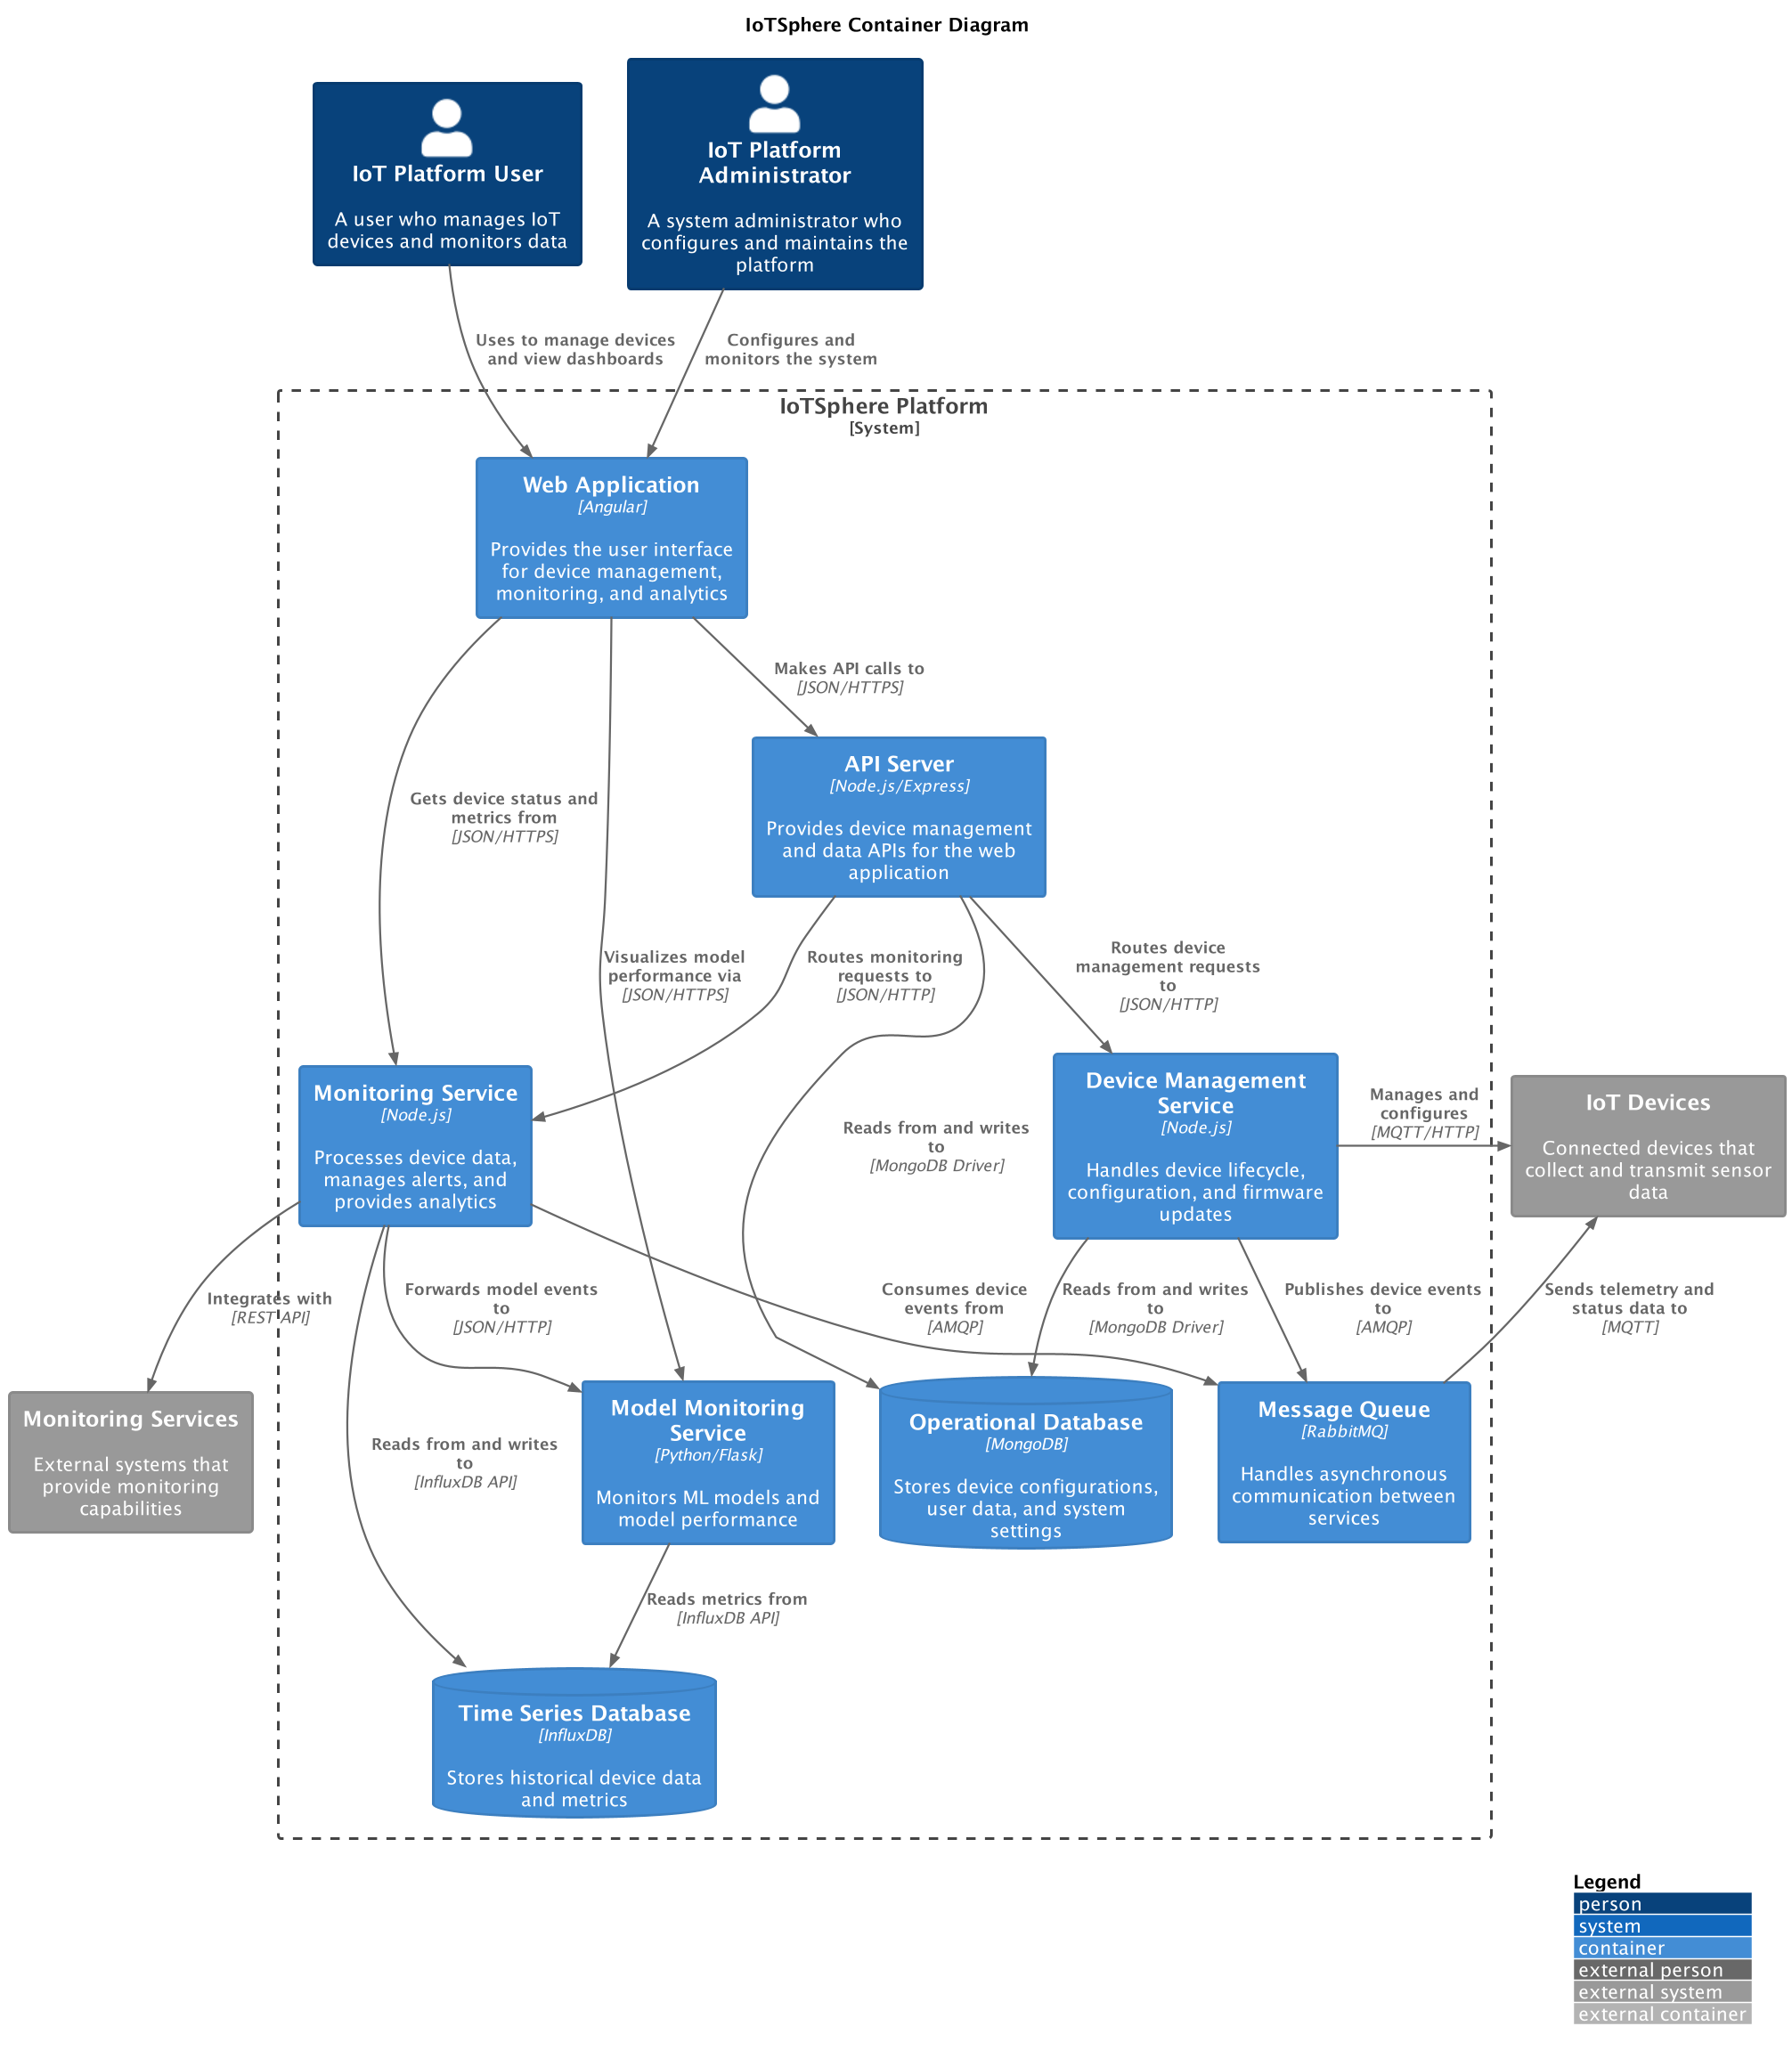 IoTSphere Container Diagram
IoT Platform User
A user who manages IoT
devices and monitors data
IoT Platform
Administrator
A system administrator who
configures and maintains the
platform
Uses to manage devices
and view dashboards
Configures and
monitors the system
IoTSphere Platform
[System]
Web Application
[Angular]
Provides the user interface
for device management,
monitoring, and analytics
Makes API calls to
[JSON/HTTPS]
API Server
[Node.js/Express]
Provides device management
and data APIs for the web
application
Gets device status and
metrics from
[JSON/HTTPS]
Visualizes model
performance via
[JSON/HTTPS]
Routes monitoring
requests to
[JSON/HTTP]
Routes device
management requests
to
[JSON/HTTP]
Monitoring Service
[Node.js]
Processes device data,
manages alerts, and
provides analytics
Reads from and writes
to
[MongoDB Driver]
Device Management
Service
[Node.js]
Handles device lifecycle,
configuration, and firmware
updates
Manages and
configures
[MQTT/HTTP]
IoT Devices
Connected devices that
collect and transmit sensor
data
Integrates with
[REST API]
Forwards model events
to
[JSON/HTTP]
Consumes device
events from
[AMQP]
Reads from and writes
to
[MongoDB Driver]
Publishes device events
to
[AMQP]
Sends telemetry and
status data to
[MQTT]
Monitoring Services
External systems that
provide monitoring
capabilities
Reads from and writes
to
[InfluxDB API]
Model Monitoring
Service
[Python/Flask]
Monitors ML models and
model performance
Operational Database
[MongoDB]
Stores device configurations,
user data, and system
settings
Message Queue
[RabbitMQ]
Handles asynchronous
communication between
services
Reads metrics from
[InfluxDB API]
Time Series Database
[InfluxDB]
Stores historical device data
and metrics
Legend
person
system
container
external person
external system
external container